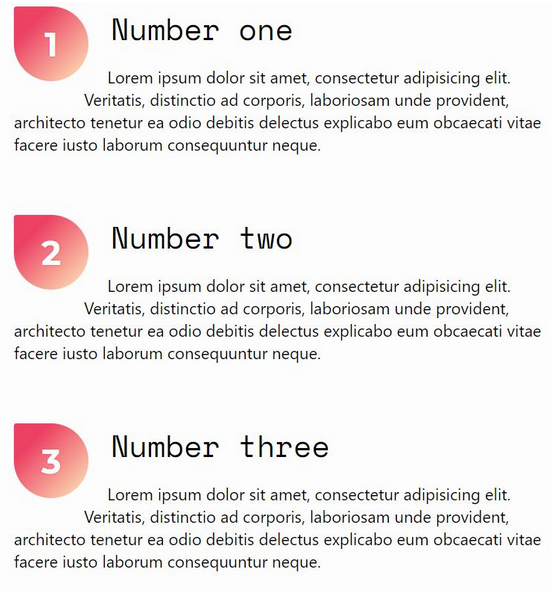 1
Number one
Lorem ipsum dolor sit amet, consectetur adipisicing elit.
Veritatis, distinctio ad corporis, laboriosam unde provident,
architecto tenetur ea odio debitis delectus explicabo eum obcaecati vitae
facere iusto laborum consequuntur neque.
2
Number two
Lorem ipsum dolor sit amet, consectetur adipisicing elit.
Veritatis, distinctio ad corporis, laboriosam unde provident,
architecto tenetur ea odio debitis delectus explicabo eum obcaecati vitae
facere iusto laborum consequuntur neque.
3
Number three
Lorem ipsum dolor sit amet, consectetur adipisicing elit.
Veritatis, distinctio ad corporis, laboriosam unde provident,
architecto tenetur ea odio debitis delectus explicabo eum obcaecati vitae
facere iusto laborum consequuntur neque.